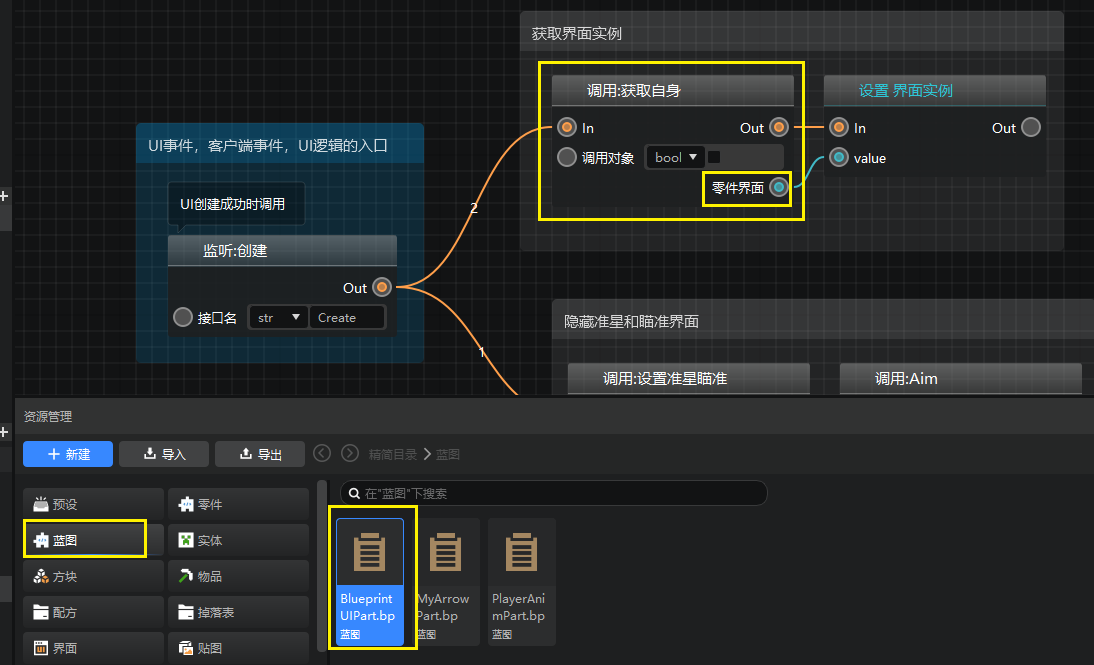 获取界面实例
调用:获取自身
设置 界面实例
In
Out
In
Out
调用对象
bool
value
零件界面
UI事件，客户端事件，UI逻辑的入口
UI创建成功时调用
监听:创建
Out
接口名
str
Create
2
1
隐藏准星和瞄准界面
调用:设置准星瞄准
调用:Aim
资源管理
新建
导入
导出
精简目录
蓝图
预设
零件
蓝图
实体
方块
物品
配方
掉落表
界面
贴图
在"蓝图"下搜索
Blueprint
UIPart.bp
蓝图
MyArrow
Part.bp
蓝图
PlayerAni
mPart.bp
蓝图